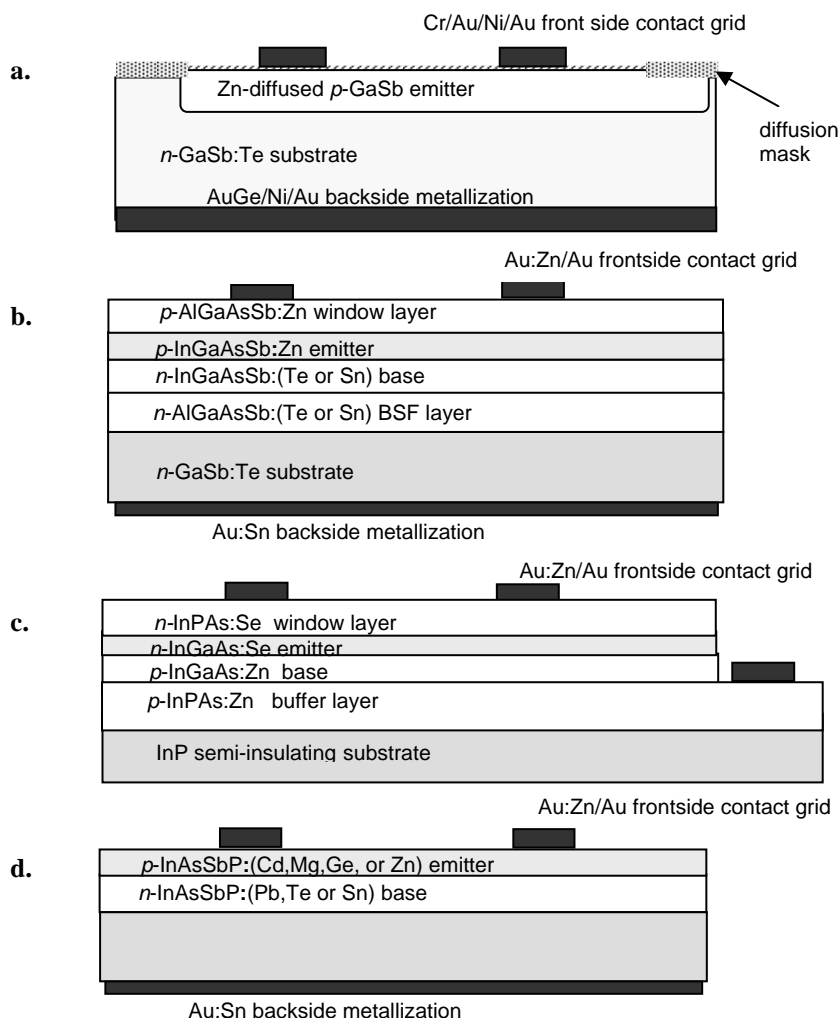 Cr/Au/Ni/Au front side contact grid
a.
Zn-diffused p-GaSb emitter
diffusion
mask
n-GaSb:Te substrate
AuGe/Ni/Au backside metallization
Au:Zn/Au frontside contact grid
b.
p-AlGaAsSb:Zn window layer
p-InGaAsSb:Zn emitter
n-InGaAsSb:(Te or Sn) base
n-AlGaAsSb:(Te or Sn) BSF layer
n-GaSb:Te substrate
Au:Sn backside metallization
Au:Zn/Au frontside contact grid
c.
n-InPAs:Se window layer
n-InGaAs:Se emitter
p-InGaAs:Zn base
p-InPAs:Zn buffer layer
InP semi-insulating substrate
Au:Zn/Au frontside contact grid
d.
p-InAsSbP:(Cd,Mg,Ge, or Zn) emitter
n-InAsSbP:(Pb,Te or Sn) base
Au:Sn backside metallization